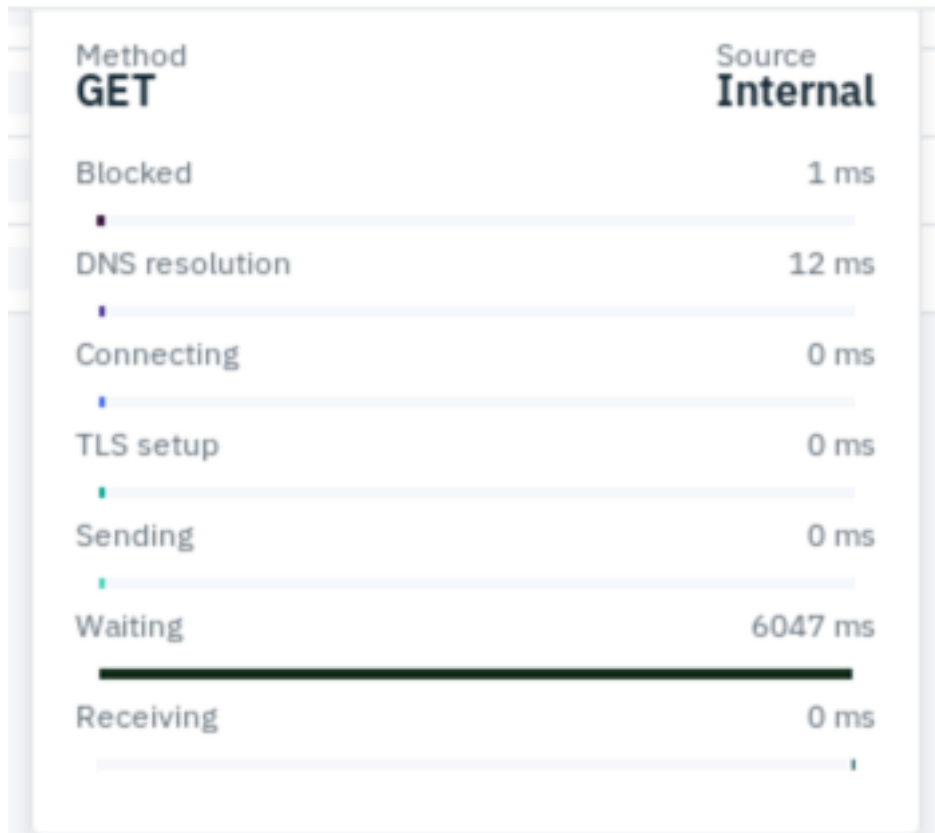 Method Source
GET Internal
Blocked 1 ms
DNS resolution 12 ms
Connecting 0 ms
TLS setup 0 ms
Sending 0 ms
Waiting 6047 ms
Receiving 0 ms